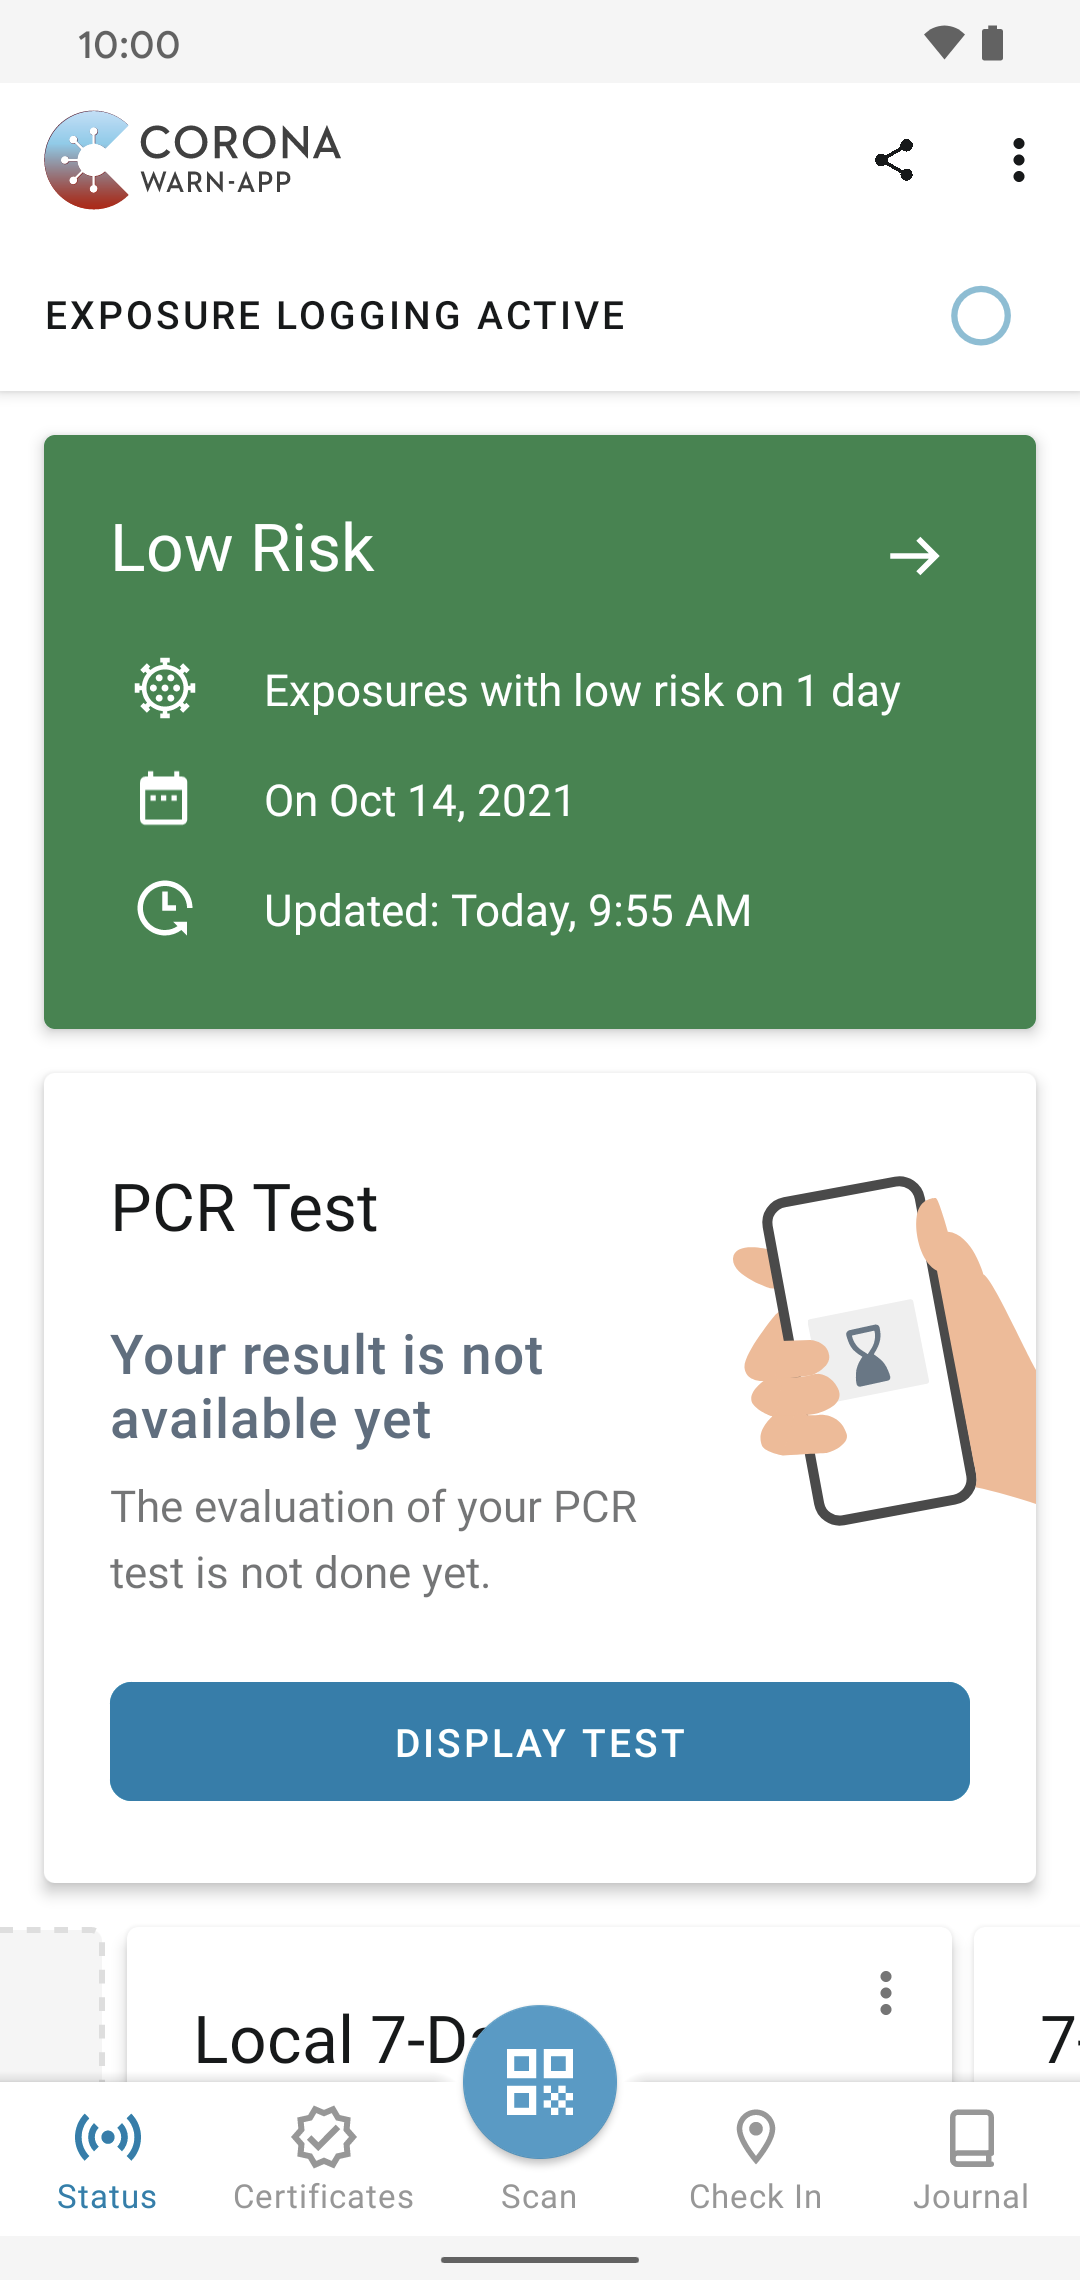 10:00
CORONA
WARN-APP
EXPOSURE LOGGING ACTIVE
Low Risk
Exposures with low risk on 1 day
On Oct 14, 2021
Updated: Today, 9:55 AM
PCR Test
Your result is not
available yet
The evaluation of your PCR
test is not done yet.
DISPLAY TEST
Local 7-Da
7-
Status
Certificates
Scan
Check In
Journal